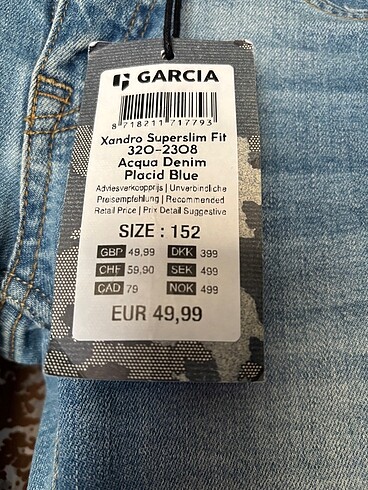 GARCIA
8 718211 717793
Xandro Superslim Fit
320-2308
Acqua Denim
Placid Blue
Adviesverkoopprijs | Unverbindliche
Preisempfehlung | Recommended
Retail Price | Prix Detail Suggestive
SIZE : 152
GBP 49,99 DKK 399
CHF 59,90 SEK 499
CAD 79 NOK 499
EUR 49,99